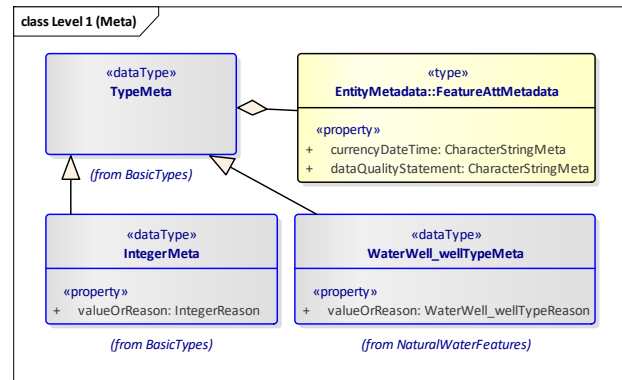 class Level 1 (Meta)
«dataType»
TypeMeta
(from BasicTypes)
«type»
EntityMetadata::FeatureAttMetadata
«property»
+ currencyDateTime: CharacterStringMeta
+ dataQualityStatement: CharacterStringMeta
«dataType»
IntegerMeta
«property»
+ valueOrReason: IntegerReason
(from BasicTypes)
«dataType»
WaterWell_wellTypeMeta
«property»
+ valueOrReason: WaterWell_wellTypeReason
(from NaturalWaterFeatures)